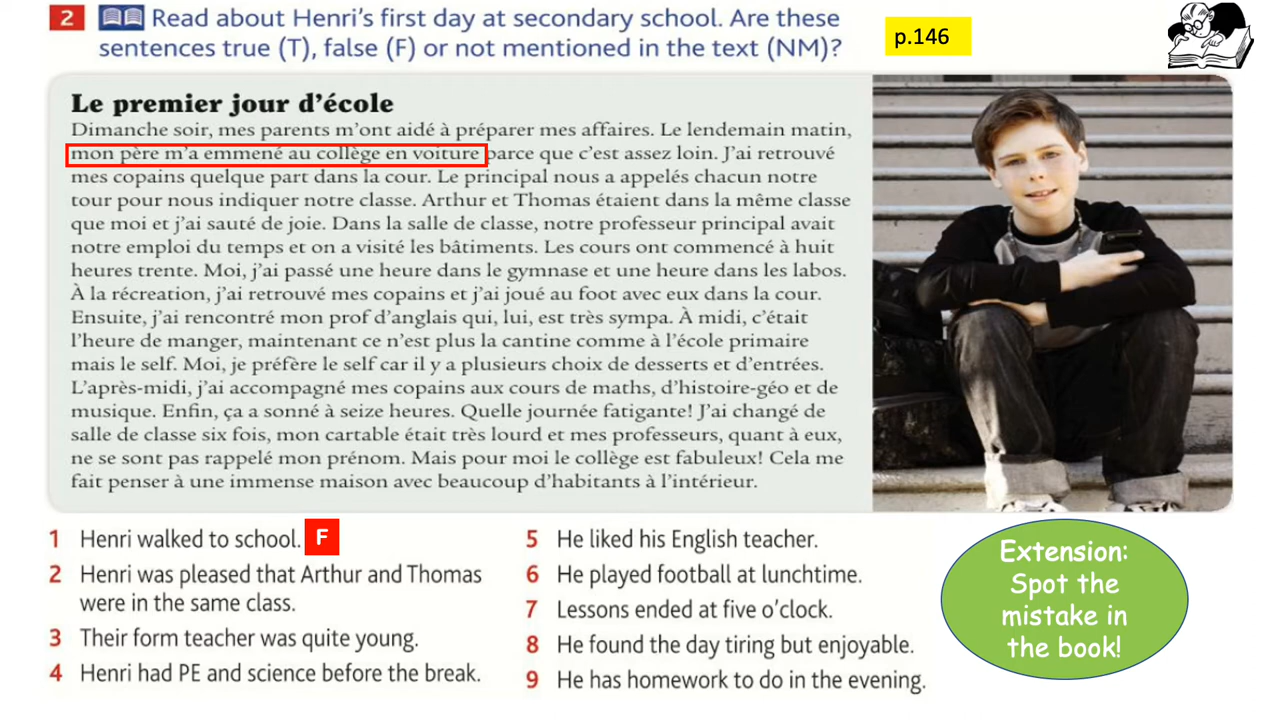 2 Read about Henri's first day at secondary school. Are these
sentences true (T), false (F) or not mentioned in the text (NM)?
p.146
Le premier jour d'école
Dimanche soir, mes parents m'ont aidé à préparer mes affaires. Le lendemain matin,
mon père m'a emmené au collège en voiture parce que c'est assez loin. J'ai retrouvé
mes copains quelque part dans la cour. Le principal nous a appelés chacun notre
tour pour nous indiquer notre classe. Arthur et Thomas étaient dans la même classe
que moi et j'ai sauté de joie. Dans la salle de classe, notre professeur principal avait
notre emploi du temps et on a visité les bâtiments. Les cours ont commencé à huit
heures trente. Moi, j'ai passé une heure dans le gymnase et une heure dans les labos.
À la récreation, j'ai retrouvé mes copains et j'ai joué au foot avec eux dans la cour.
Ensuite, j'ai rencontré mon prof d'anglais qui, lui, est très sympa. À midi, c'était
l'heure de manger, maintenant ce n'est plus la cantine comme à l'école primaire
mais le self. Moi, je préfère le self car il y a plusieurs choix de desserts et d'entrées.
L'après-midi, j'ai accompagné mes copains aux cours de maths, d'histoire-géo et de
musique. Enfin, ça a sonné à seize heures. Quelle journée fatigante! J'ai changé de
salle de classe six fois, mon cartable était très lourd et mes professeurs, quant à eux,
ne se sont pas rappelé mon prénom. Mais pour moi le collège est fabuleux! Cela me
fait penser à une immense maison avec beaucoup d'habitants à l'intérieur.
1 Henri walked to school. F
2 Henri was pleased that Arthur and Thomas
were in the same class.
3 Their form teacher was quite young.
4 Henri had PE and science before the break.
5 He liked his English teacher.
6 He played football at lunchtime.
7 Lessons ended at five o'clock.
8 He found the day tiring but enjoyable.
9 He has homework to do in the evening.
Extension:
Spot the
mistake in
the book!